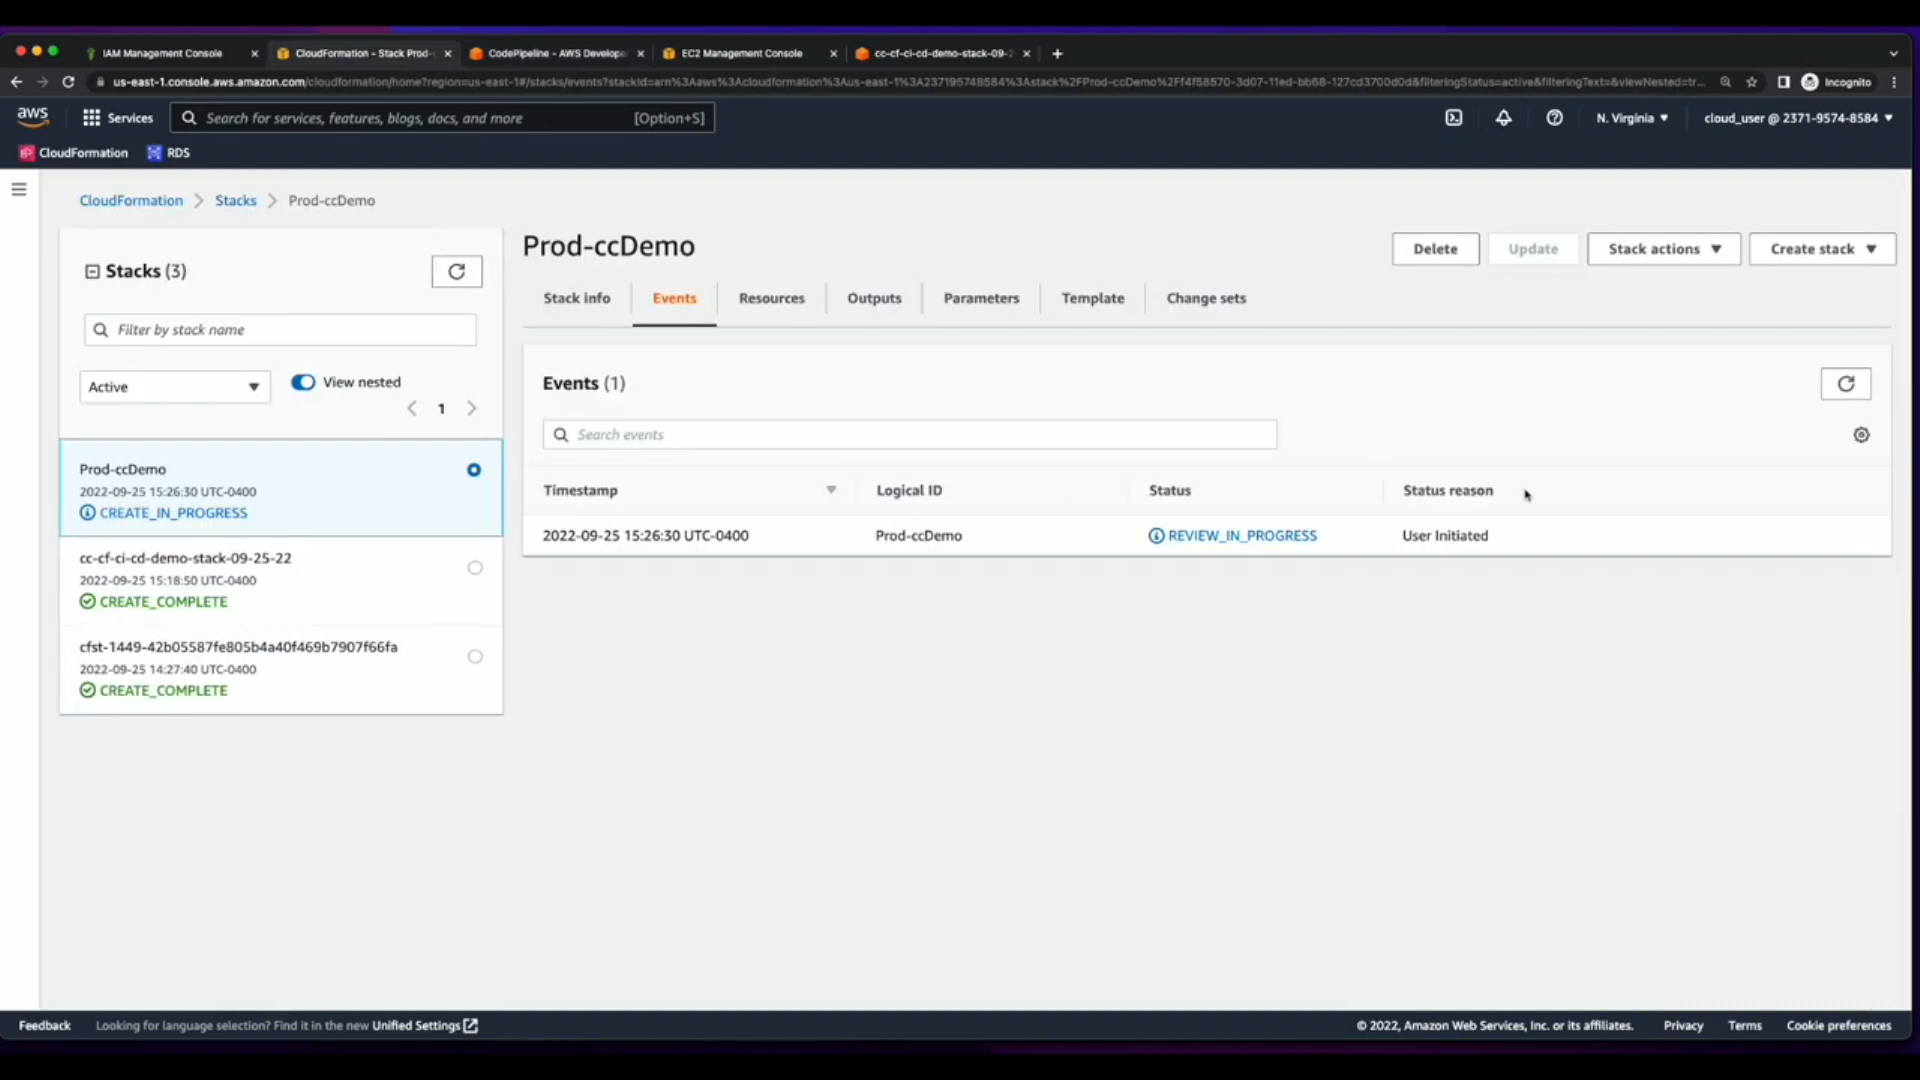 IAM Management Console
CloudFormation - Stack Prod-
CodePipeline - AWS Develope
EC2 Management Console
cc-cf-ci-cd-demo-stack-09-2
us-east-1.console.aws.amazon.com/cloudformation/home?region=us-east-1#/stacks/events?stackId=arn%3Aaws%3Acloudformation%3Aus-east-1%3A237195748584%3Astack%2FProd-ccDemo%2Ff4f58570-3d07-11ed-bb68-127cd3700d0d&filteringStatus=active&filteringText=&viewNested=tr...
Incognito
aws
Services
Search for services, features, blogs, docs, and more [Option+S]
N. Virginia
cloud_user @ 2371-9574-8584
CloudFormation
RDS
CloudFormation > Stacks > Prod-ccDemo
Stacks (3)
Filter by stack name
Active
View nested
1
Prod-ccDemo
2022-09-25 15:26:30 UTC-0400
CREATE_IN_PROGRESS
cc-cf-ci-cd-demo-stack-09-25-22
2022-09-25 15:18:50 UTC-0400
CREATE_COMPLETE
cfst-1449-42b05587fe805b4a40f469b7907f66fa
2022-09-25 14:27:40 UTC-0400
CREATE_COMPLETE
Prod-ccDemo
Delete
Update
Stack actions
Create stack
Stack info
Events
Resources
Outputs
Parameters
Template
Change sets
Events (1)
Search events
Timestamp Logical ID Status Status reason
2022-09-25 15:26:30 UTC-0400 Prod-ccDemo REVIEW_IN_PROGRESS User Initiated
Feedback
Looking for language selection? Find it in the new Unified Settings
© 2022, Amazon Web Services, Inc. or its affiliates.
Privacy
Terms
Cookie preferences